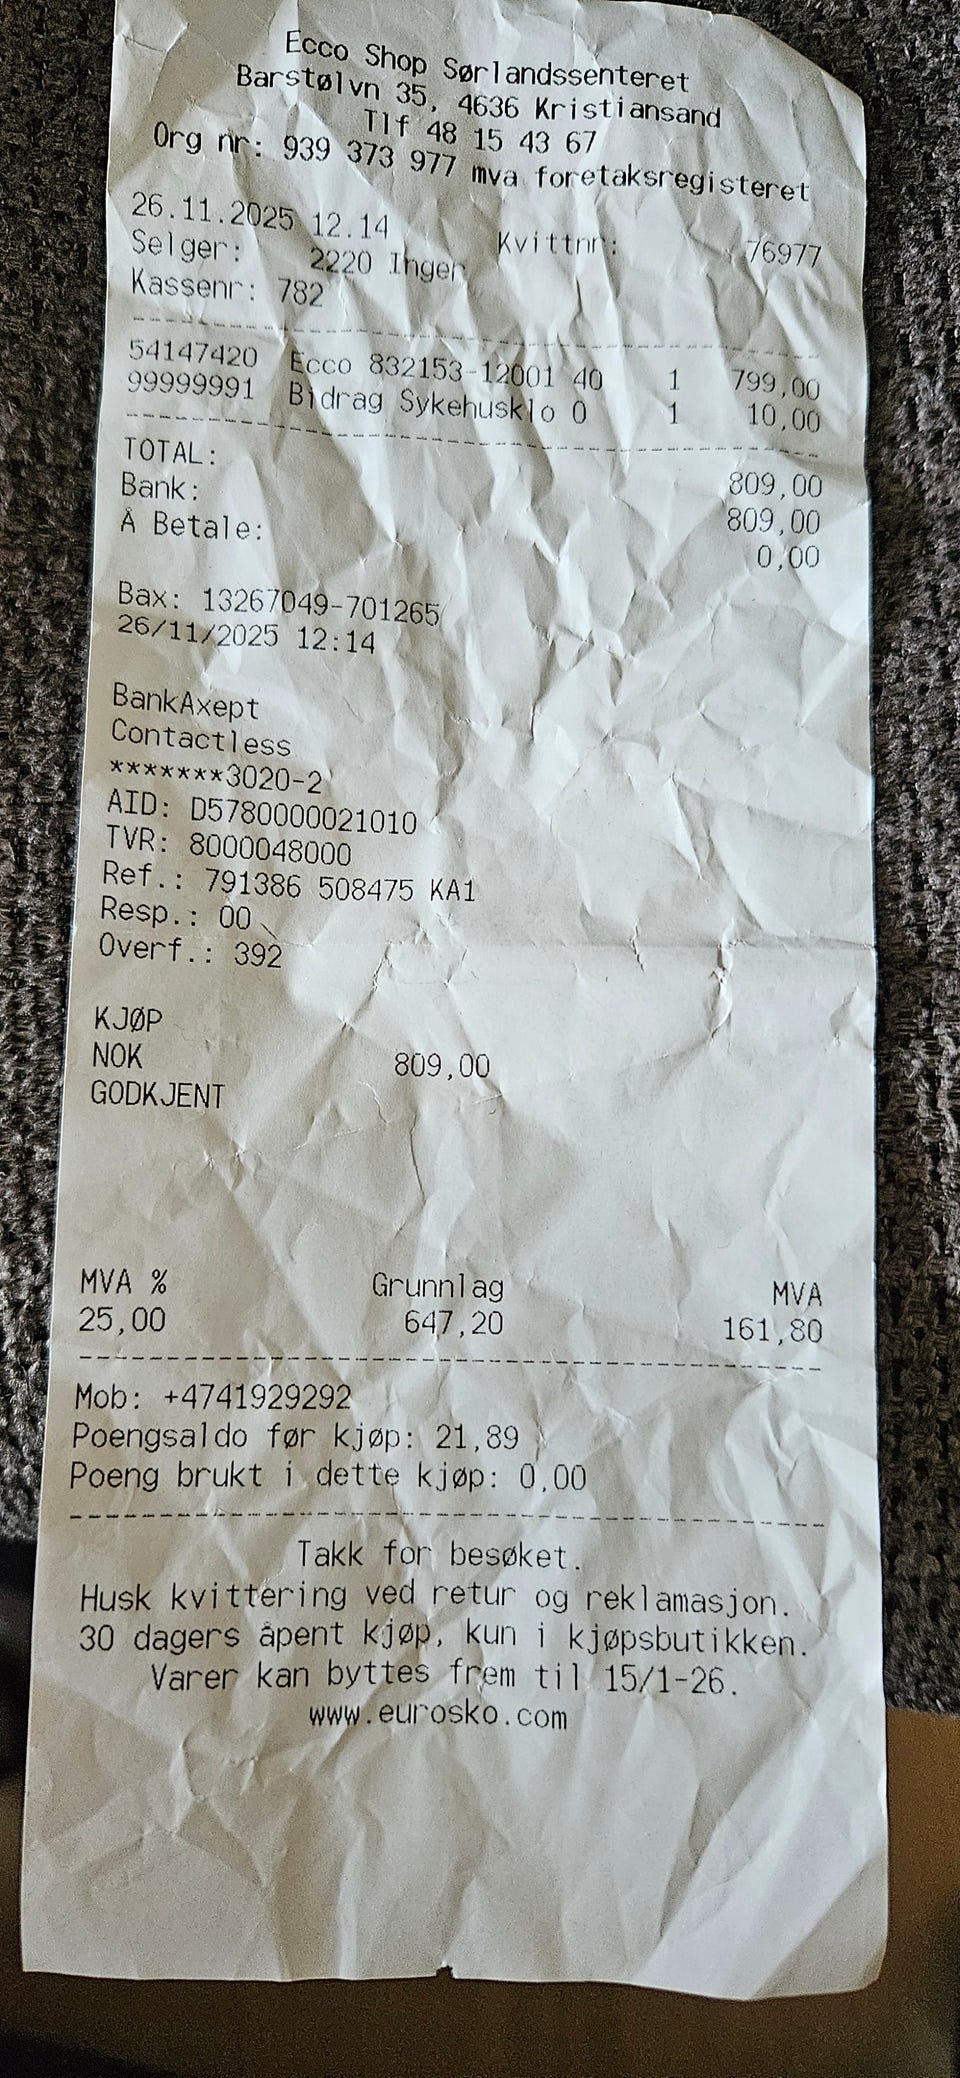 Ecco Shop Sørlandssenteret
Barstølvn 35, 4636 Kristiansand
Tlf 48 15 43 67
Org nr: 939 373 977 mva foretaksregisteret
26.11.2025 12.14 Kvittnr: 76977
Selger: 2220 Inger
Kassenr: 782
54147420 Ecco 832153-12001 40 1 799,00
99999991 Bidrag Sykehusklo 0 1 10,00
TOTAL: 809,00
Bank: 809,00
Å Betale: 0,00
Bax: 13267049-701265
26/11/2025 12:14
BankAxept
Contactless
*******3020-2
AID: D5780000021010
TVR: 8000048000
Ref.: 791386 508475 KA1
Resp.: 00
Overf.: 392
KJØP
NOK 809,00
GODKJENT
MVA % Grunnlag MVA
25,00 647,20 161,80
Mob: +4741929292
Poengsaldo før kjøp: 21,89
Poeng brukt i dette kjøp: 0,00
Takk for besøket.
Husk kvittering ved retur og reklamasjon.
30 dagers åpent kjøp, kun i kjøpsbutikken.
Varer kan byttes frem til 15/1-26.
www.eurosko.com